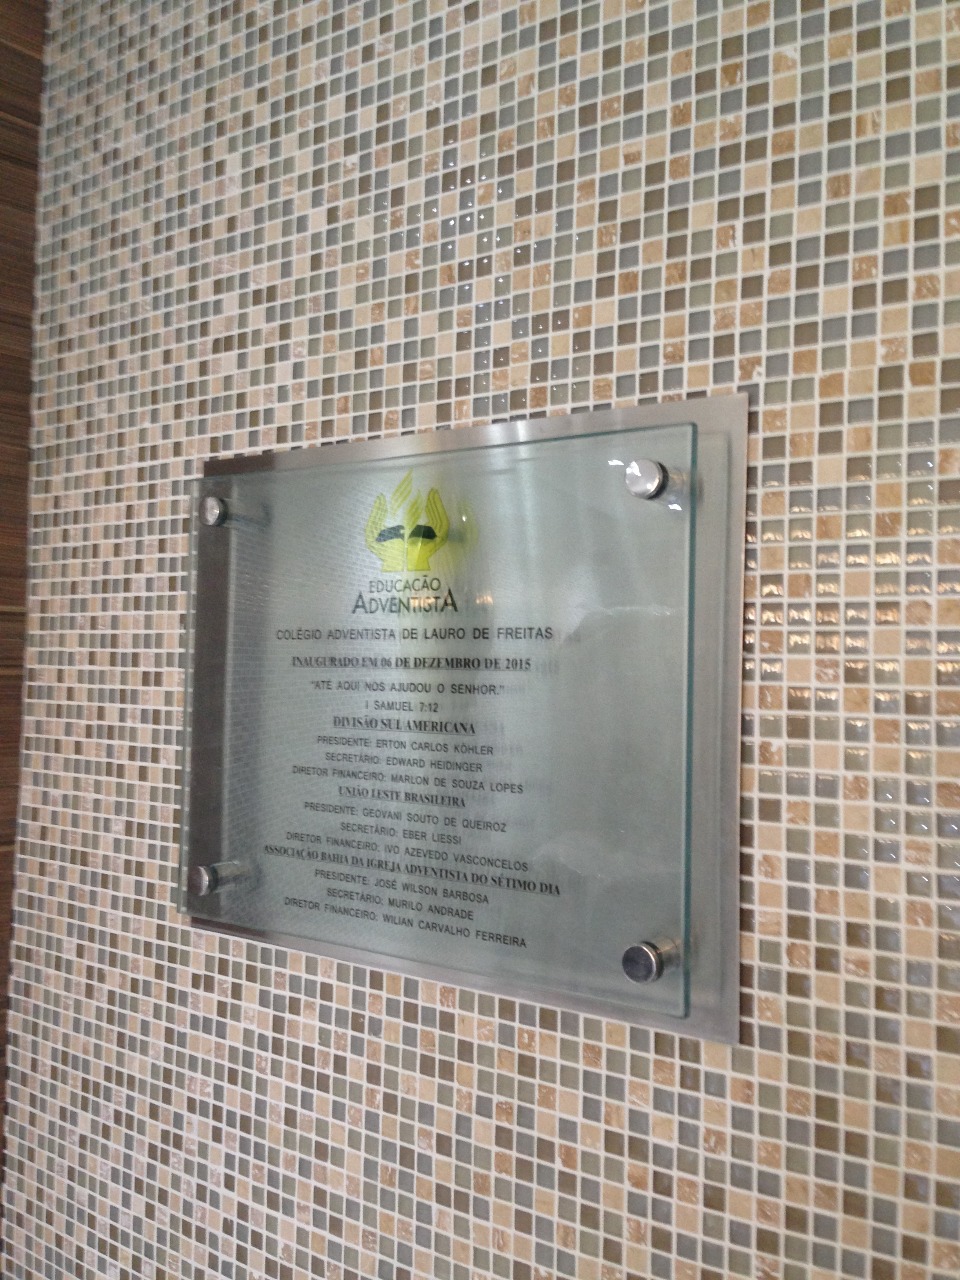 EDUCAÇÃO
ADVENTISTA
COLÉGIO ADVENTISTA DE LAURO DE FREITAS
INAUGURADO EM 06 DE DEZEMBRO DE 2015
"ATÉ AQUI NOS AJUDOU O SENHOR."
I SAMUEL 7:12
DIVISÃO SUL AMERICANA
PRESIDENTE: ERTON CARLOS KÖHLER
SECRETÁRIO: EDWARD HEIDINGER
DIRETOR FINANCEIRO: MARLON DE SOUZA LOPES
UNIÃO LESTE BRASILEIRA
PRESIDENTE: GEOVANI SOUTO DE QUEIROZ
SECRETÁRIO: EBER LIESSI
DIRETOR FINANCEIRO: IVO AZEVEDO VASCONCELOS
ASSOCIAÇÃO BAHIA DA IGREJA ADVENTISTA DO SÉTIMO DIA
PRESIDENTE: JOSÉ WILSON BARBOSA
SECRETÁRIO: MURILO ANDRADE
DIRETOR FINANCEIRO: WILIAN CARVALHO FERREIRA